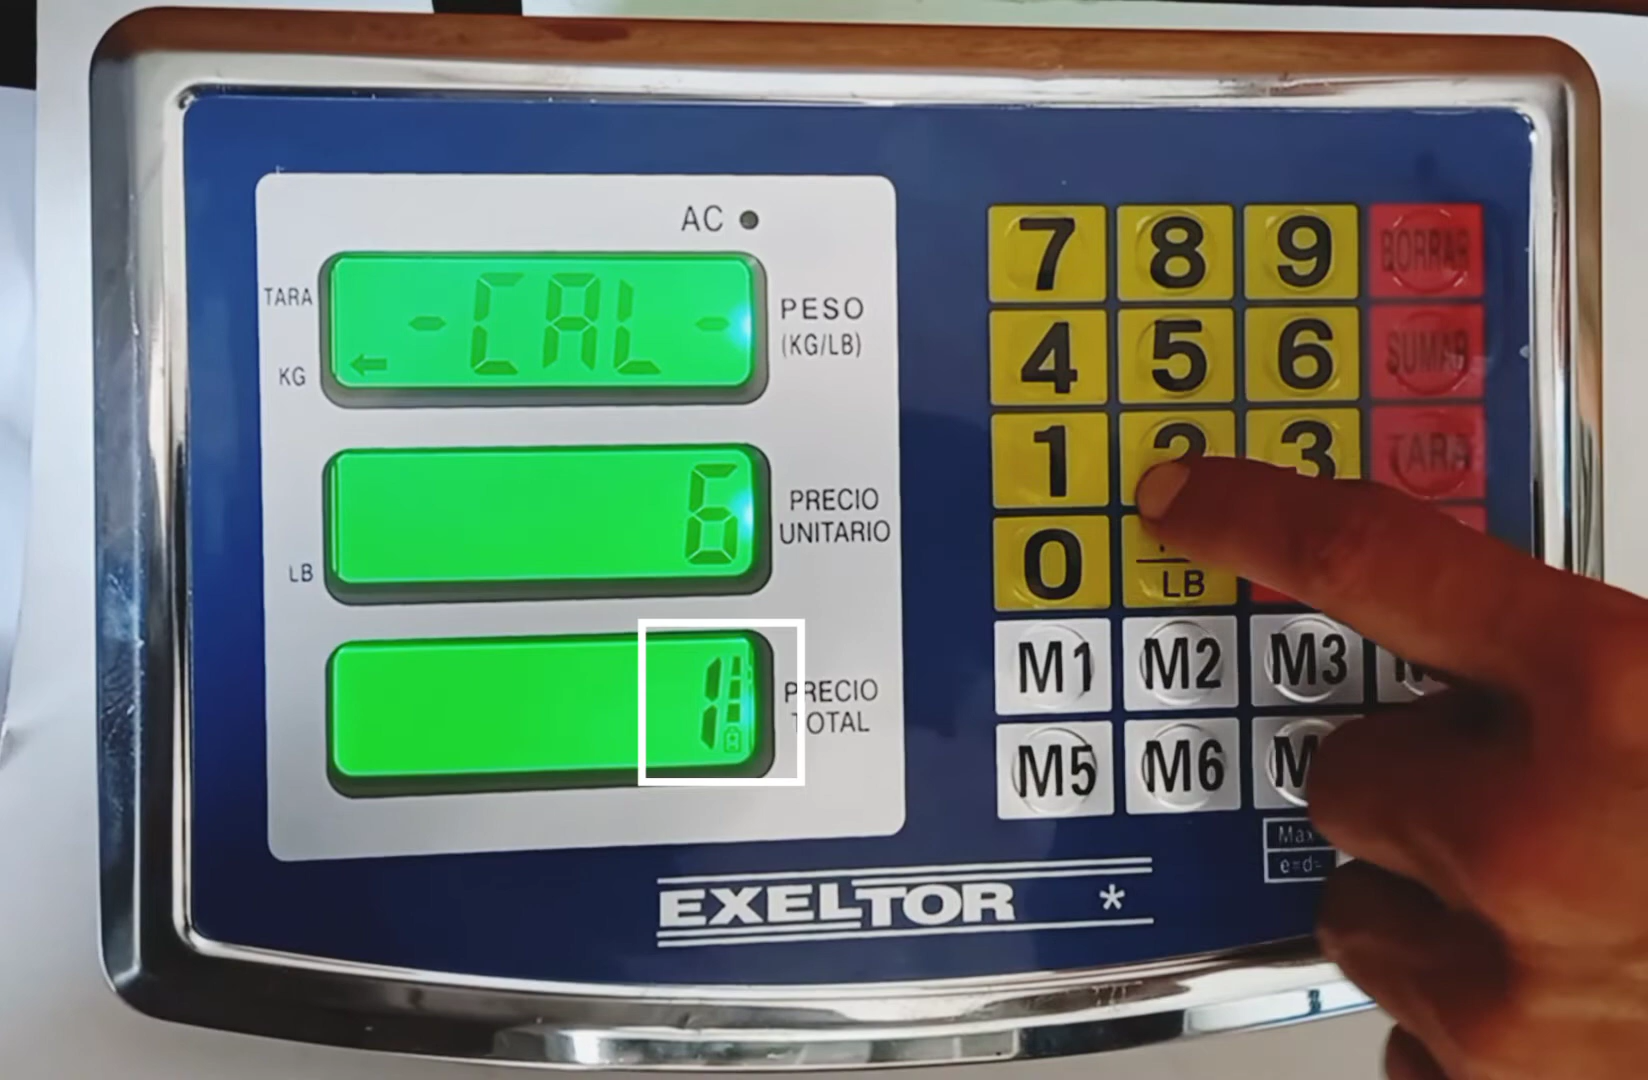 AC
TARA
-CAL-
PESO
(KG/LB)
KG
6
PRECIO
UNITARIO
LB
1
PRECIO
TOTAL
7 8 9 BORRAR
4 5 6 SUMAR
1 2 3 TARA
0 LB
M1 M2 M3
M5 M6
Max
e=d=
EXELTOR *